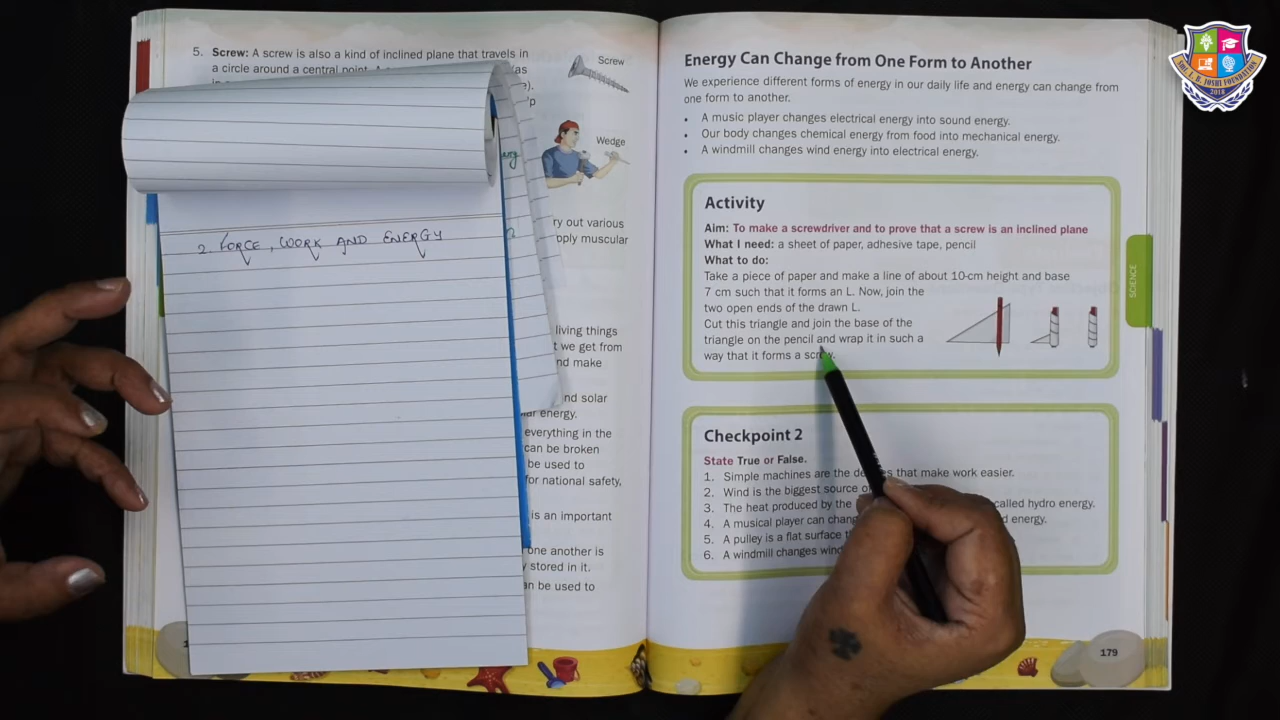 5. Screw: A screw is also a kind of inclined plane that travels in
a circle around a central point.
Screw
Wedge
ry out various
pply muscular
2. FORCE, WORK AND ENERGY
living things
t we get from
nd make
nd solar
energy.
everything in the
can be broken
be used to
for national safety,
is an important
one another is
stored in it.
an be used to
Energy Can Change from One Form to Another
We experience different forms of energy in our daily life and energy can change from
one form to another.
• A music player changes electrical energy into sound energy.
• Our body changes chemical energy from food into mechanical energy.
• A windmill changes wind energy into electrical energy.
Activity
Aim: To make a screwdriver and to prove that a screw is an inclined plane
What I need: a sheet of paper, adhesive tape, pencil
What to do:
Take a piece of paper and make a line of about 10-cm height and base
7 cm such that it forms an L. Now, join the
two open ends of the drawn L.
Cut this triangle and join the base of the
triangle on the pencil and wrap it in such a
way that it forms a screw.
SCIENCE
Checkpoint 2
State True or False.
1. Simple machines are the that make work easier.
2. Wind is the biggest source
3. The heat produced by the called hydro energy.
4. A musical player can energy.
5. A pulley is a flat surface
6. A windmill changes
179
SHRI. L. B. JOSHI FOUNDATION
2018